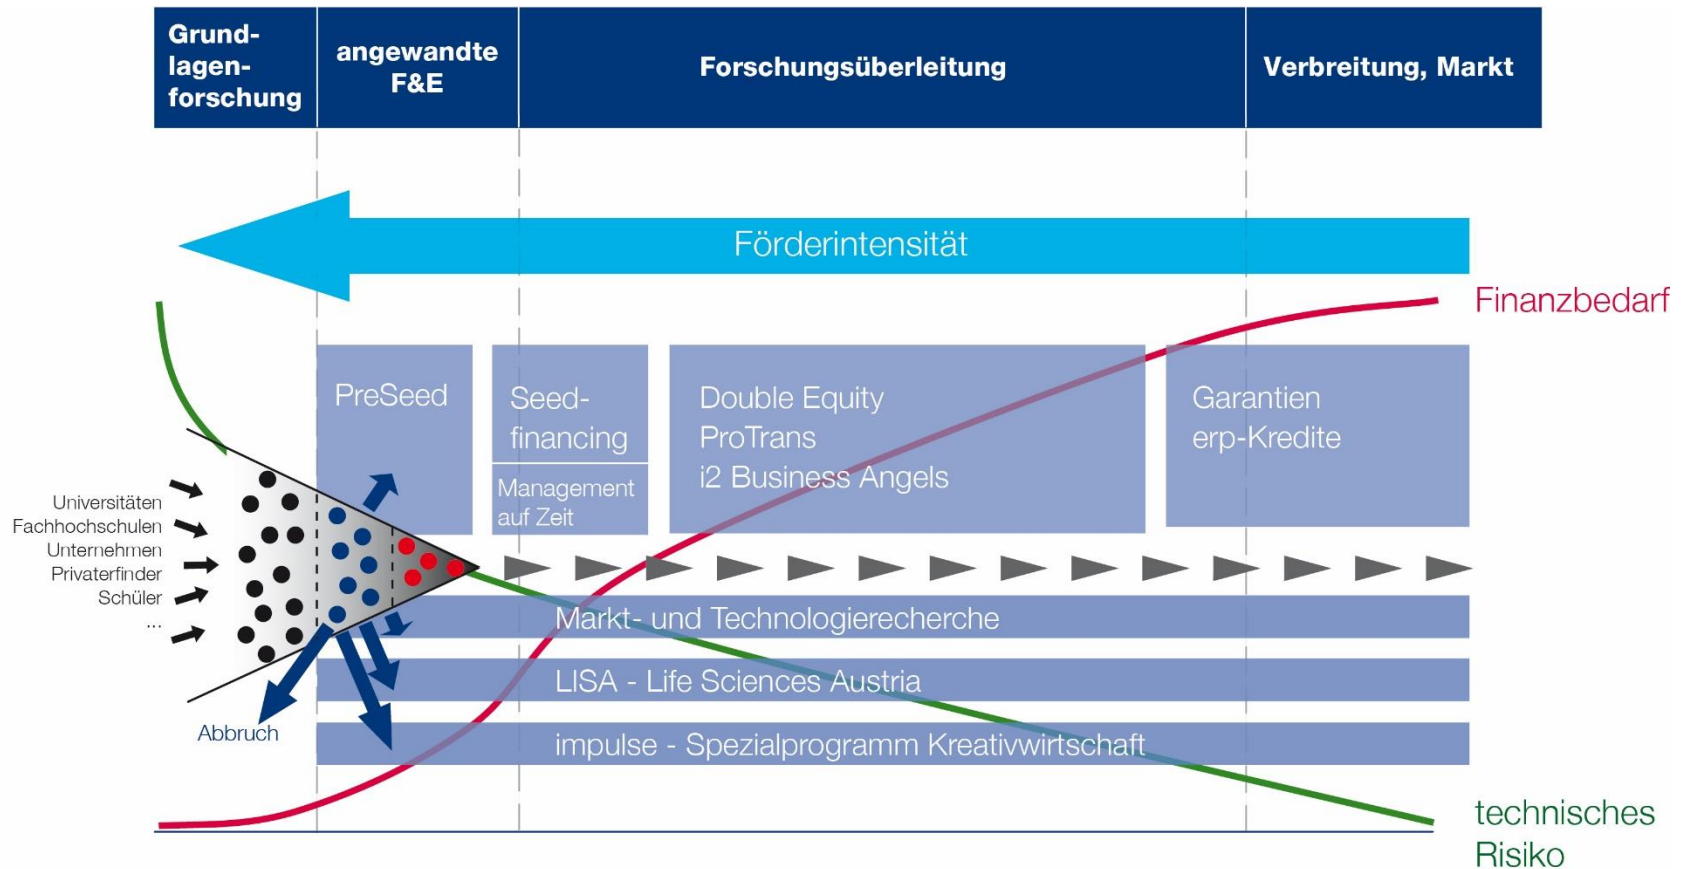 Grund-
lagen-
forschung
angewandte
F&E
Forschungsüberleitung
Verbreitung, Markt
Förderintensität
Finanzbedarf
PreSeed
Seed-
financing
Management
auf Zeit
Double Equity
ProTrans
i2 Business Angels
Garantien
erp-Kredite
Universitäten
Fachhochschulen
Unternehmen
Privaterfinder
Schüler
...
Markt- und Technologierecherche
LISA - Life Sciences Austria
Abbruch
impulse - Spezialprogramm Kreativwirtschaft
technisches
Risiko